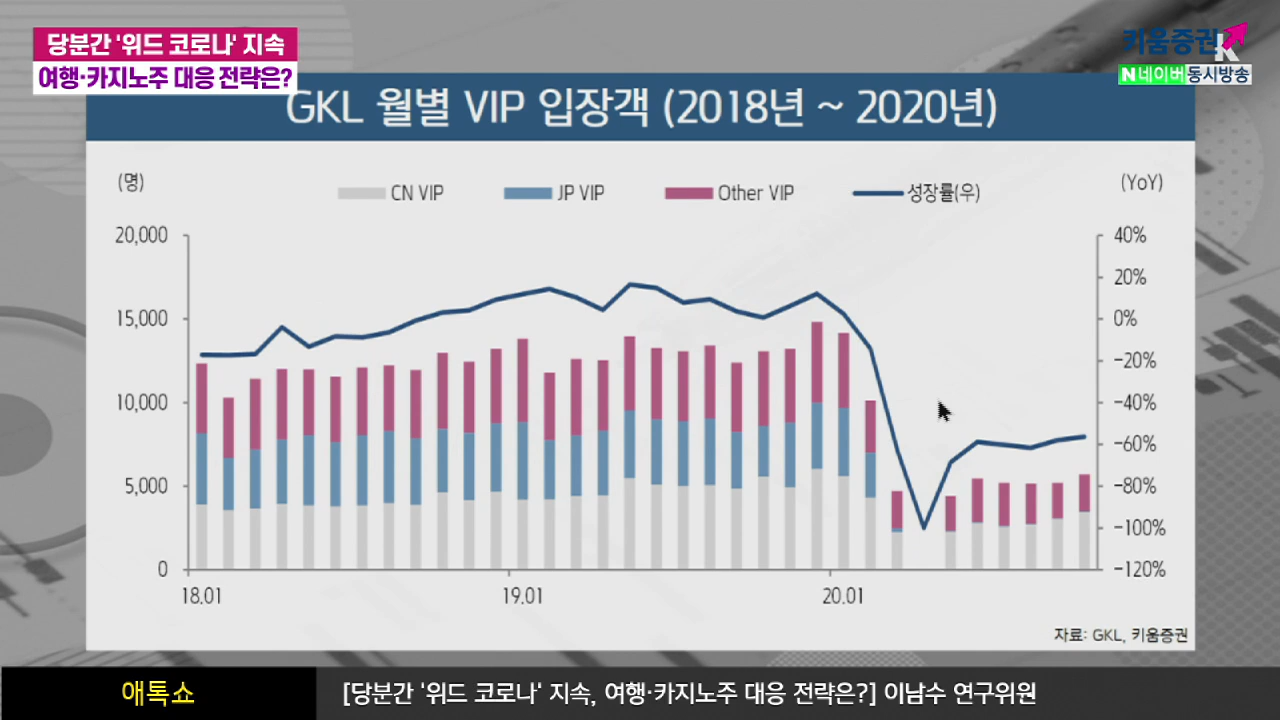 당분간 '위드 코로나' 지속
여행·카지노주 대응 전략은?
키움증권K
N 네이버 동시방송
GKL 월별 VIP 입장객 (2018년 ~ 2020년)
(명)
CN VIP
JP VIP
Other VIP
성장률(우)
(YoY)
20,000
15,000
10,000
5,000
0
40%
20%
0%
-20%
-40%
-60%
-80%
-100%
-120%
18.01
19.01
20.01
자료: GKL, 키움증권
애톡쇼
[당분간 '위드 코로나' 지속, 여행·카지노주 대응 전략은?] 이남수 연구위원